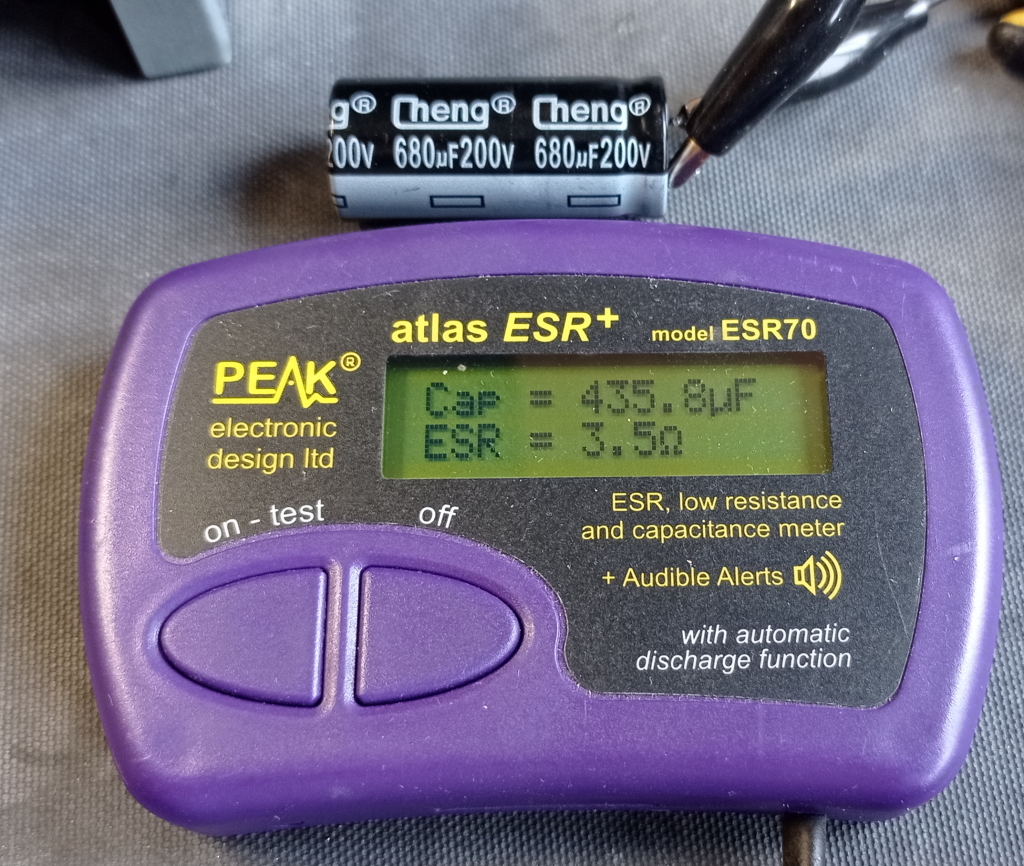 g® Cheng® Cheng®
200v 680µF200v 680µF200v
atlas ESR+ model ESR70
PEAK®
electronic
design ltd
Cap = 435.8µF
ESR = 3.5Ω
on - test off
ESR, low resistance
and capacitance meter
+ Audible Alerts
with automatic
discharge function